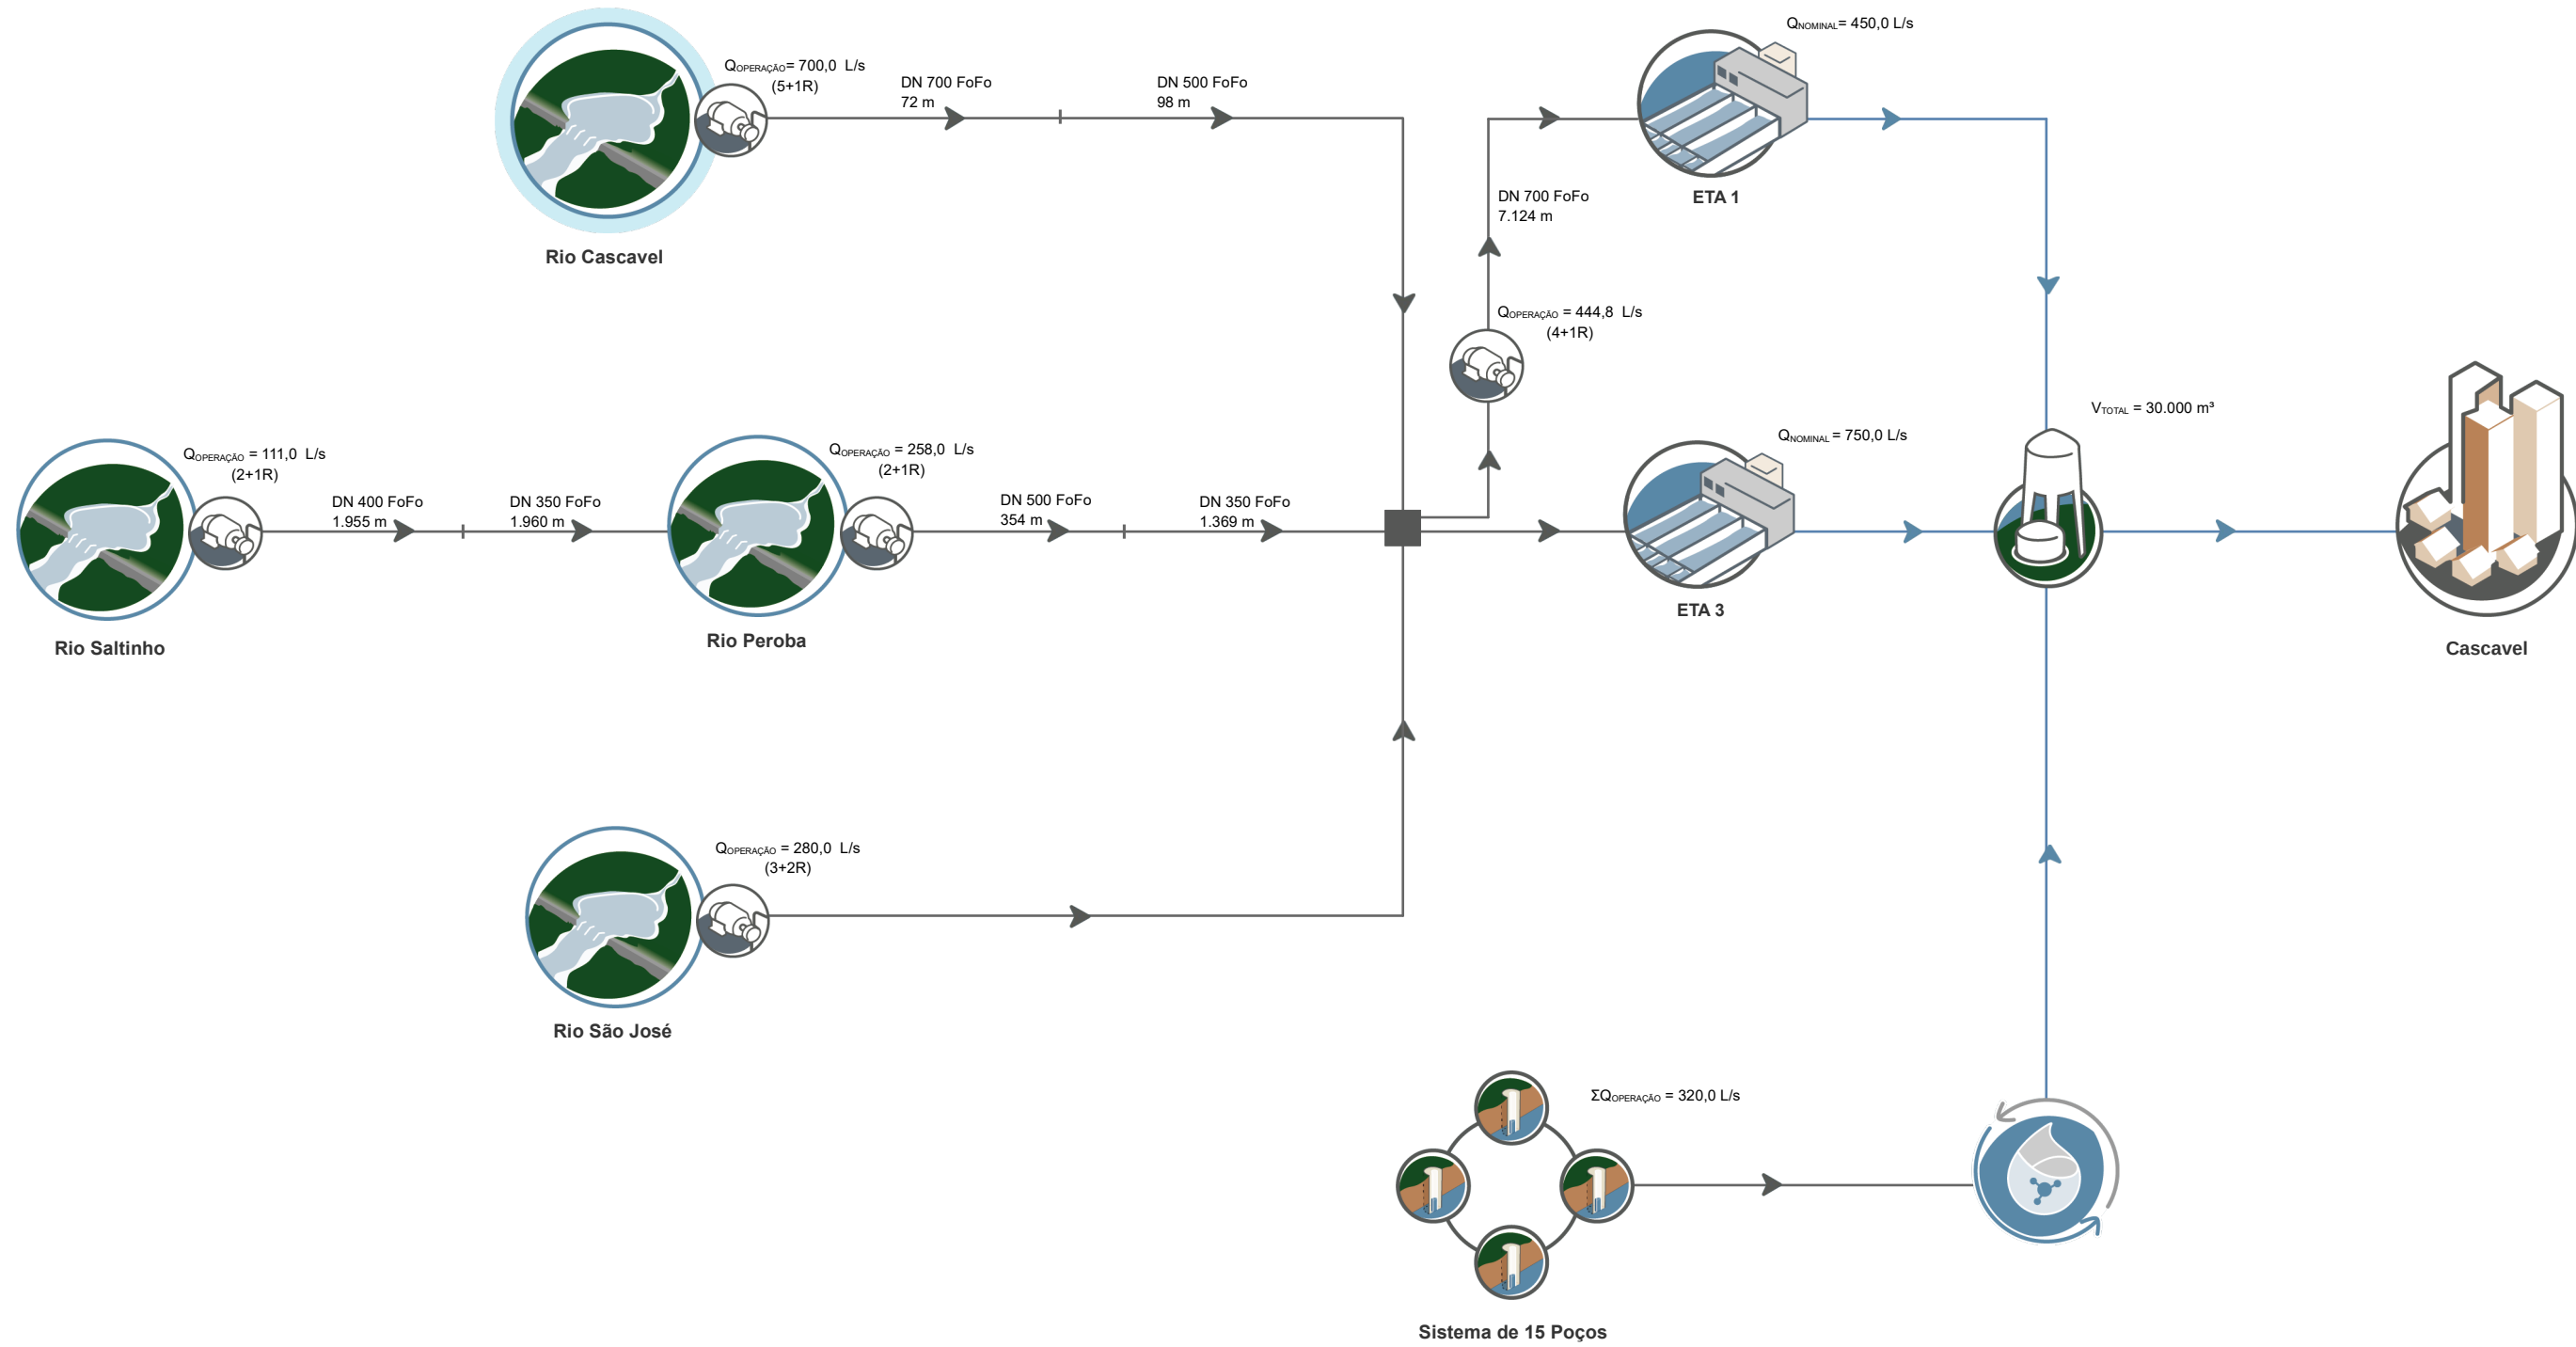 QNOMINAL= 450,0 L/s
QOPERAÇÃO= 700,0 L/s
(5+1R)
DN 700 FoFo
72 m
DN 500 FoFo
98 m
ETA 1
DN 700 FoFo
7.124 m
Rio Cascavel
QOPERAÇÃO = 444,8 L/s
(4+1R)
VTOTAL = 30.000 m³
QNOMINAL = 750,0 L/s
QOPERAÇÃO = 111,0 L/s
(2+1R)
QOPERAÇÃO = 258,0 L/s
(2+1R)
DN 400 FoFo
1.955 m
DN 350 FoFo
1.960 m
DN 500 FoFo
354 m
DN 350 FoFo
1.369 m
ETA 3
Rio Saltinho
Rio Peroba
Cascavel
QOPERAÇÃO = 280,0 L/s
(3+2R)
Rio São José
ΣQOPERAÇÃO = 320,0 L/s
Sistema de 15 Poços